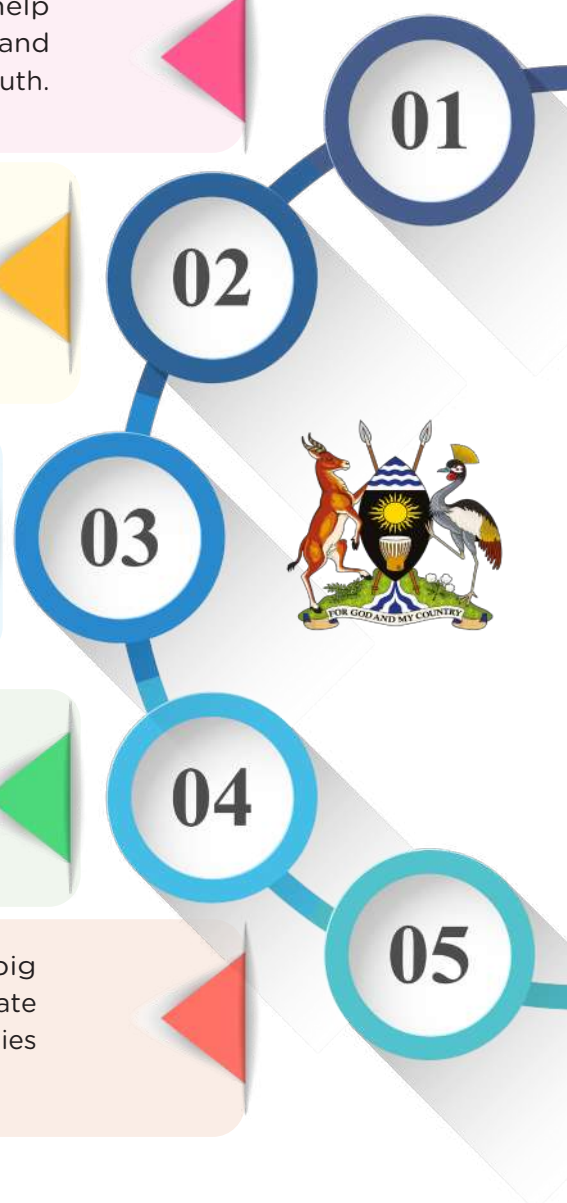 help
and
uth.
01
02
03
FOR GOD AND MY COUNTRY
04
05
big
ate
ies